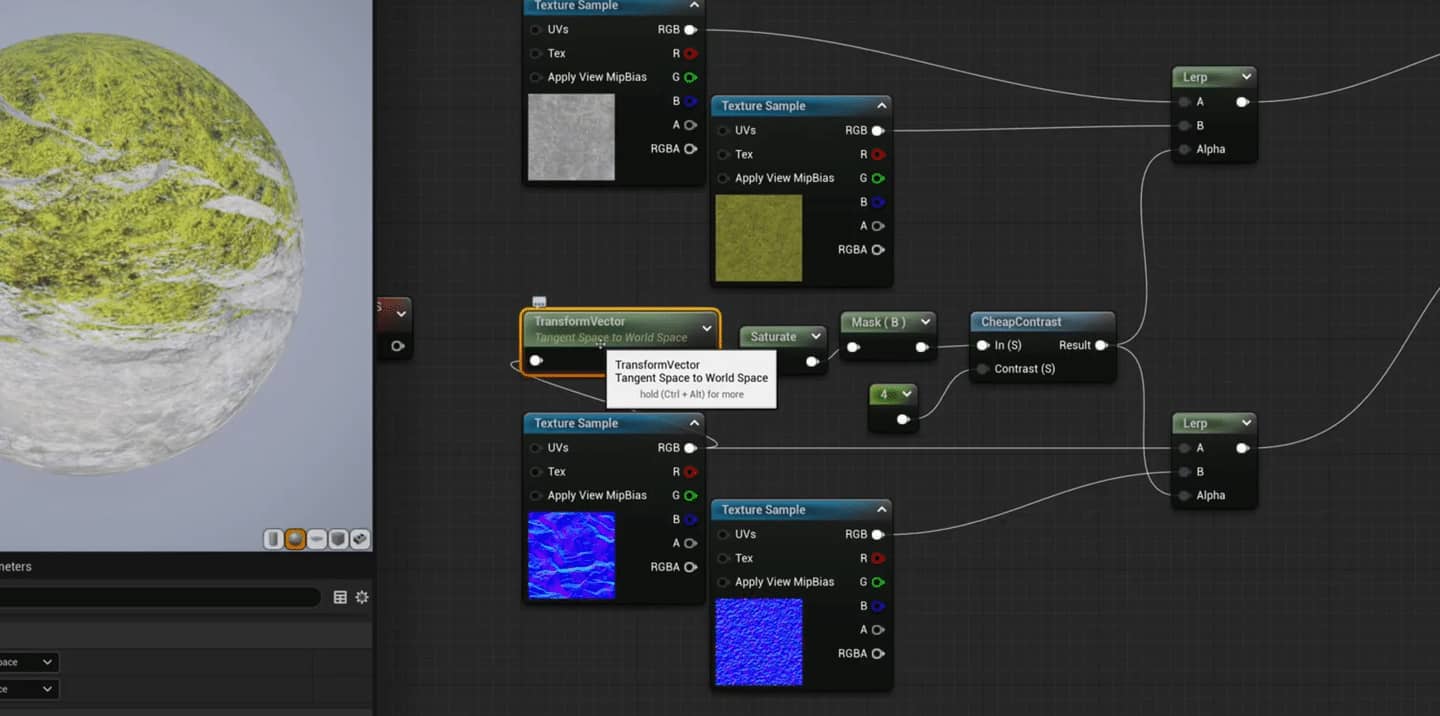 Texture Sample
UVs RGB
Tex R
Apply View MipBias G
B
A
RGBA
Texture Sample
UVs RGB
Tex R
Apply View MipBias G
B
A
RGBA
Lerp
A
B
Alpha
S
TransformVector
Tangent Space to World Space
TransformVector
Tangent Space to World Space
hold (Ctrl + Alt) for more
Saturate
Mask ( B )
CheapContrast
In (S) Result
Contrast (S)
4
Texture Sample
UVs RGB
Tex R
Apply View MipBias G
B
A
RGBA
Texture Sample
UVs RGB
Tex R
Apply View MipBias G
B
A
RGBA
Lerp
A
B
Alpha
meters
pace
ce